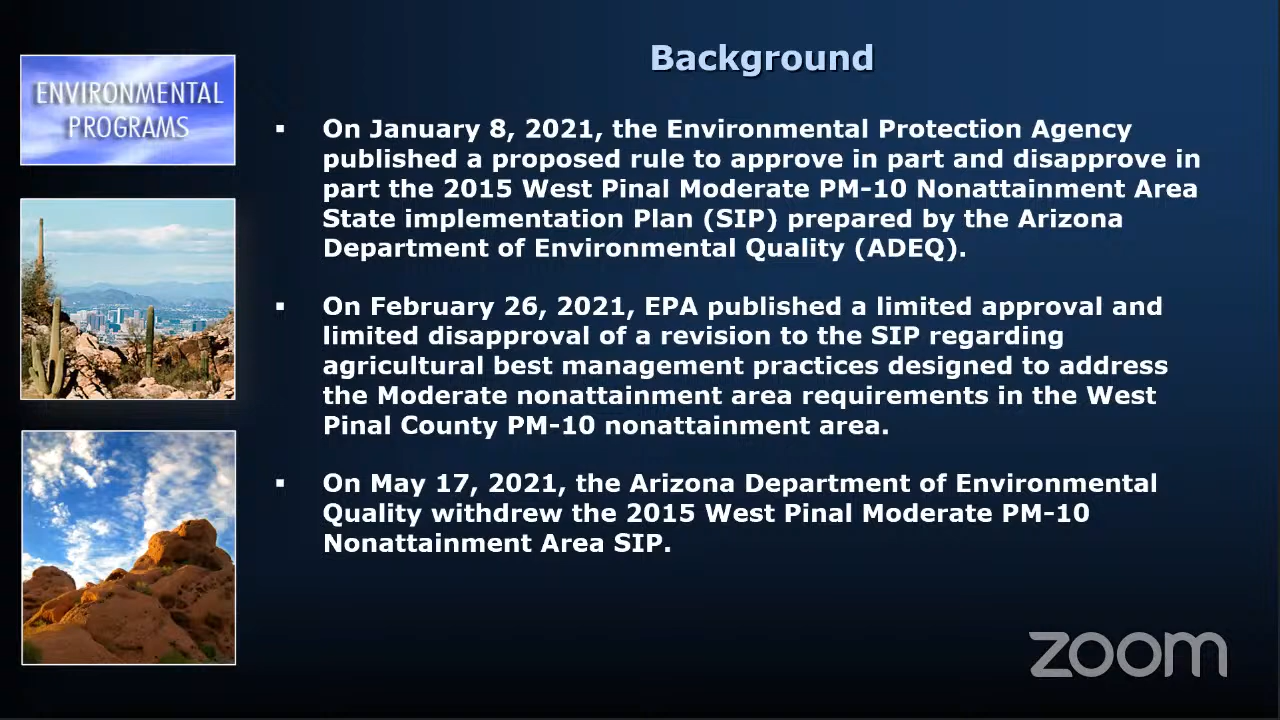 Background
ENVIRONMENTAL
PROGRAMS
▪ On January 8, 2021, the Environmental Protection Agency
published a proposed rule to approve in part and disapprove in
part the 2015 West Pinal Moderate PM-10 Nonattainment Area
State implementation Plan (SIP) prepared by the Arizona
Department of Environmental Quality (ADEQ).
▪ On February 26, 2021, EPA published a limited approval and
limited disapproval of a revision to the SIP regarding
agricultural best management practices designed to address
the Moderate nonattainment area requirements in the West
Pinal County PM-10 nonattainment area.
▪ On May 17, 2021, the Arizona Department of Environmental
Quality withdrew the 2015 West Pinal Moderate PM-10
Nonattainment Area SIP.
zoom